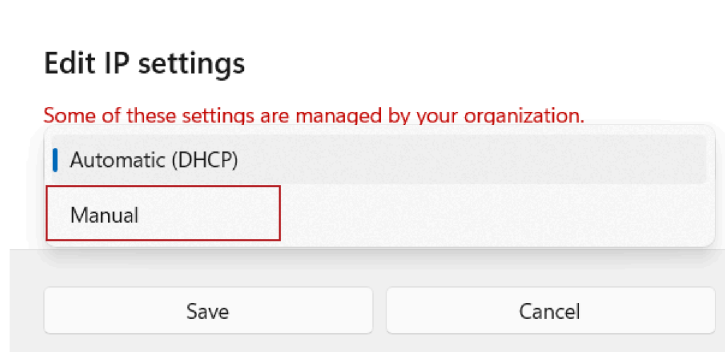 Edit IP settings
Some of these settings are managed by your organization.
Automatic (DHCP)
Manual
Save
Cancel